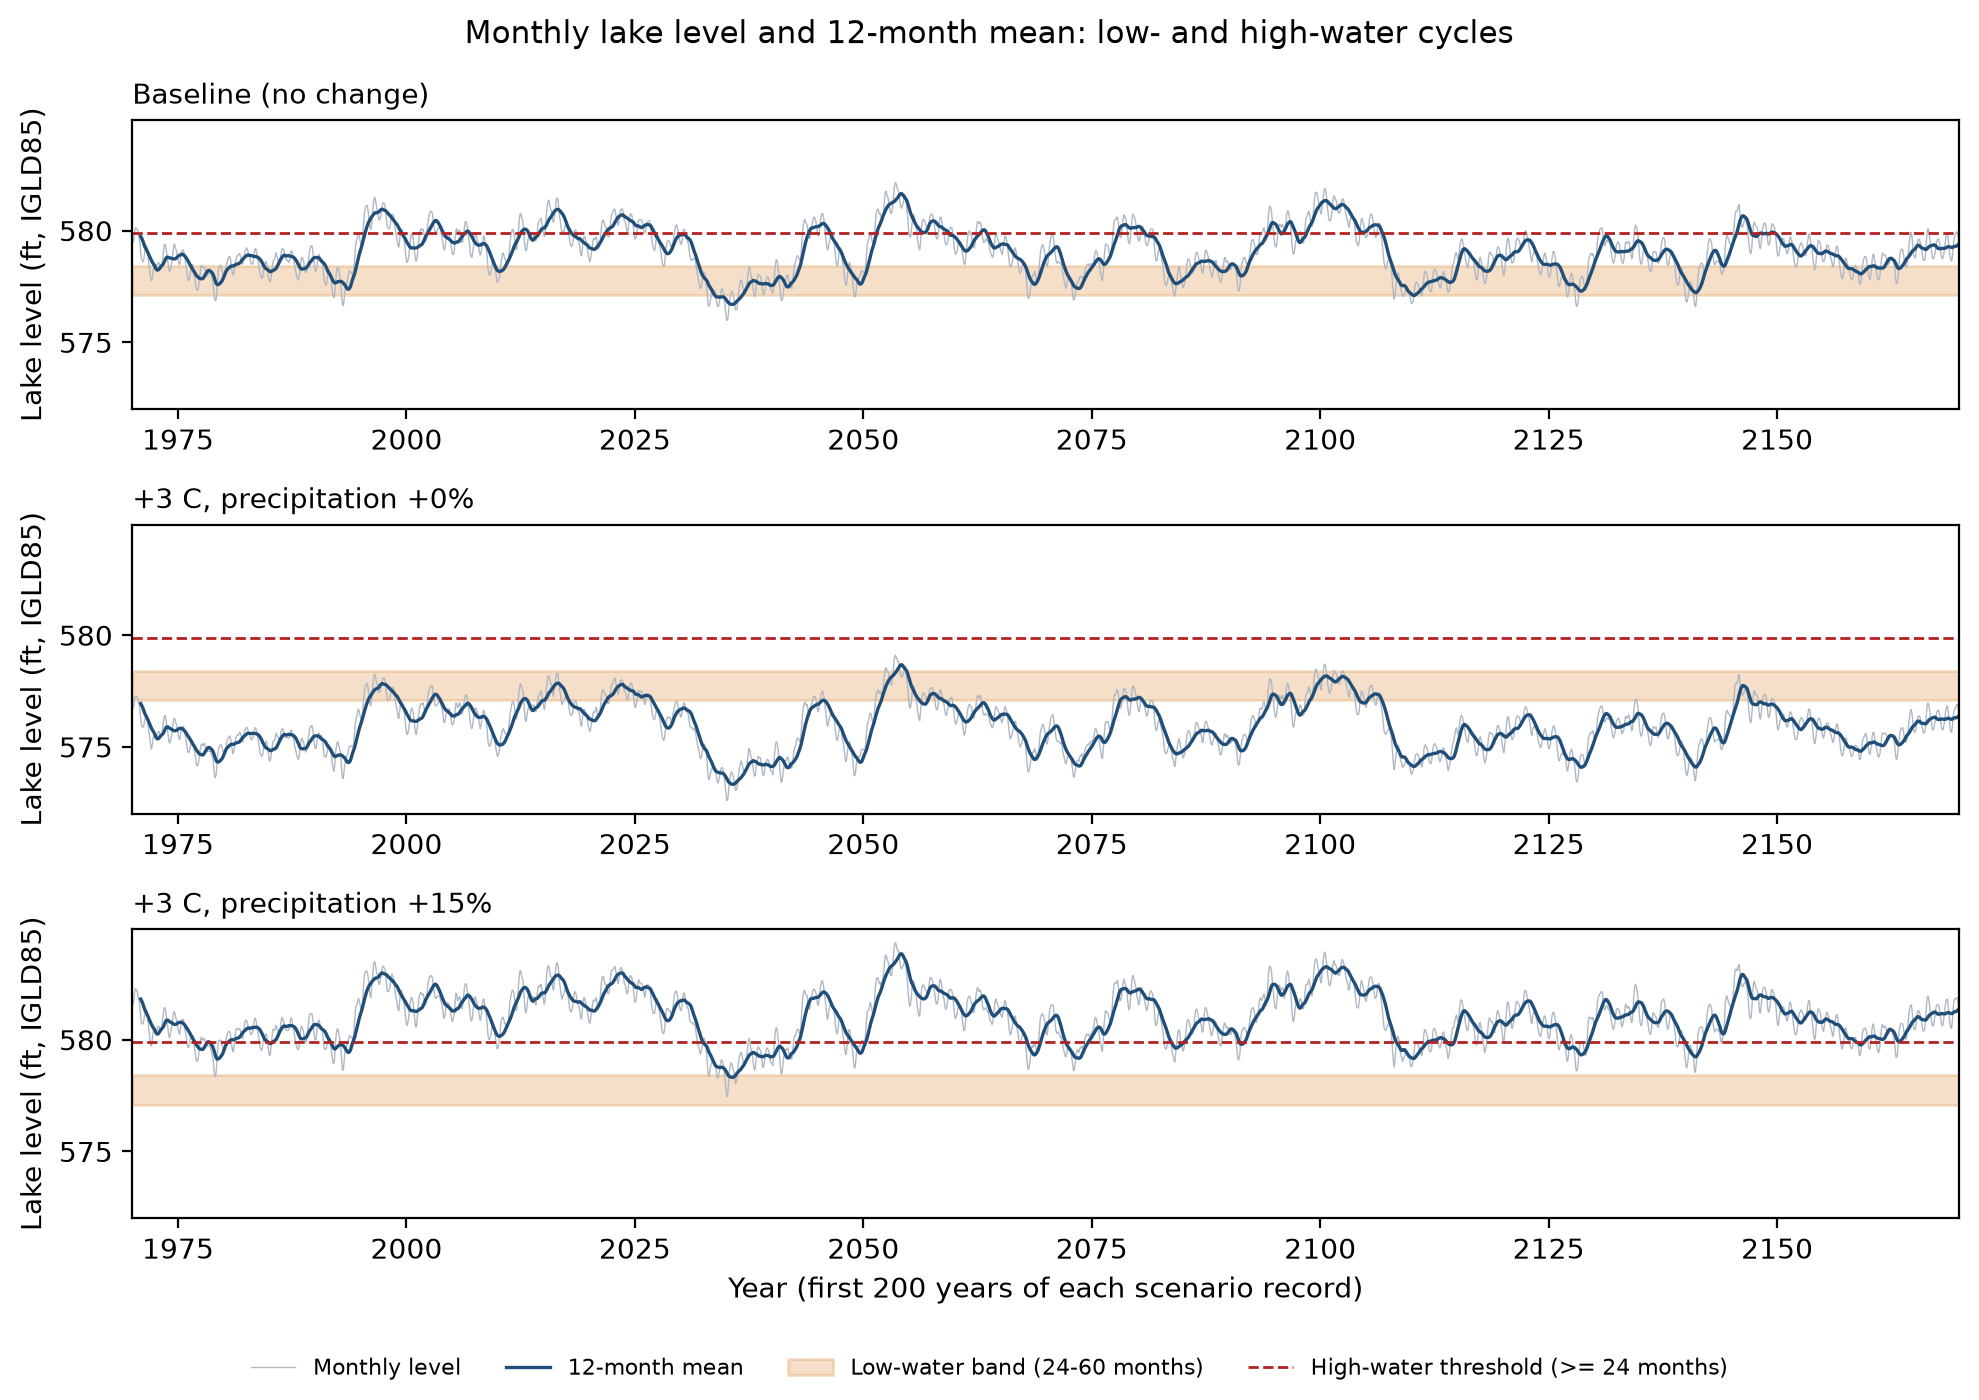 Monthly lake level and 12-month mean: low- and high-water cycles
Baseline (no change)
Lake level (ft, IGLD85)
580
575
1975 2000 2025 2050 2075 2100 2125 2150
+3 C, precipitation +0%
Lake level (ft, IGLD85)
580
575
1975 2000 2025 2050 2075 2100 2125 2150
+3 C, precipitation +15%
Lake level (ft, IGLD85)
580
575
1975 2000 2025 2050 2075 2100 2125 2150
Year (first 200 years of each scenario record)
Monthly level 12-month mean Low-water band (24-60 months) High-water threshold (>= 24 months)